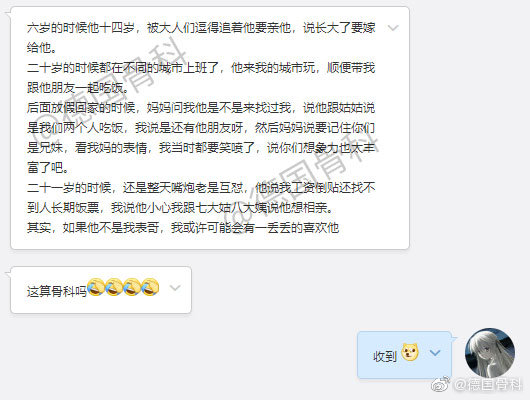 六岁的时候他十四岁，被大人们逗得追着他要亲他，说长大了要嫁
给他。
二十岁的时候都在不同的城市上班了，他来我的城市玩，顺便带我
跟他朋友一起吃饭。
后面放假回家的时候，妈妈问我他是不是来找过我，说他跟姑姑说
是我们两个人吃饭，我说是还有他朋友呀，然后妈妈说要记住你们
是兄妹，看我妈的表情，我当时都要笑喷了，说你们想象力也太丰
富了吧。
二十一岁的时候，还是整天嘴炮老是互怼，他说我工资倒贴还找不
到人长期饭票，我说他小心我跟七大姑八大姨说他想相亲。
其实，如果他不是我表哥，我或许可能会有一丢丢的喜欢他
这算骨科吗
收到
@德国骨科
@德国骨科
@德国骨科